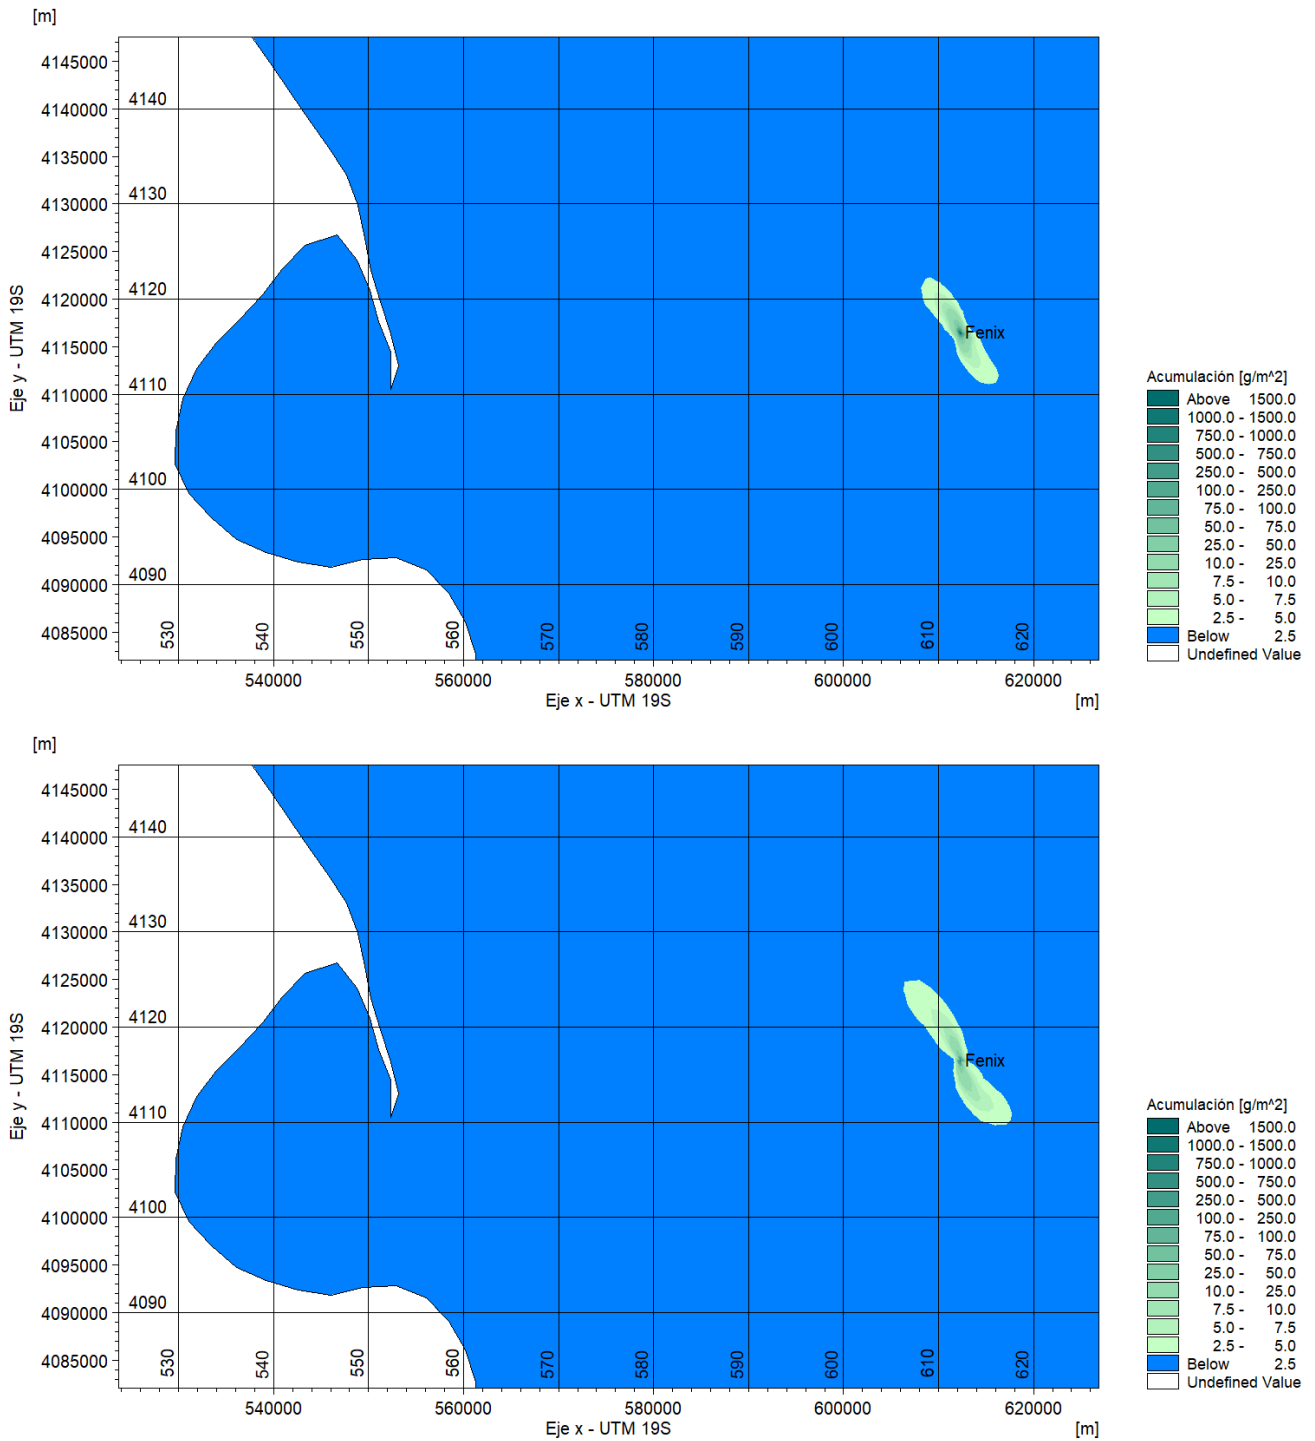 [m]
4145000
4140
4140000
4135000
4130
4130000
4125000
4120
4120000
Fenix
4115000
4110
4110000
4105000
4100
4100000
4095000
4090
4090000
4085000
530
540
550
560
570
580
590
600
610
620
540000
560000
580000
600000
620000
Eje x - UTM 19S
[m]
Eje y - UTM 19S
Acumulación [g/m^2]
Above 1500.0
1000.0 - 1500.0
750.0 - 1000.0
500.0 - 750.0
250.0 - 500.0
100.0 - 250.0
75.0 - 100.0
50.0 - 75.0
25.0 - 50.0
10.0 - 25.0
7.5 - 10.0
5.0 - 7.5
2.5 - 5.0
Below 2.5
Undefined Value
[m]
4145000
4140
4140000
4135000
4130
4130000
4125000
4120
4120000
Fenix
4115000
4110
4110000
4105000
4100
4100000
4095000
4090
4090000
4085000
530
540
550
560
570
580
590
600
610
620
540000
560000
580000
600000
620000
Eje x - UTM 19S
[m]
Eje y - UTM 19S
Acumulación [g/m^2]
Above 1500.0
1000.0 - 1500.0
750.0 - 1000.0
500.0 - 750.0
250.0 - 500.0
100.0 - 250.0
75.0 - 100.0
50.0 - 75.0
25.0 - 50.0
10.0 - 25.0
7.5 - 10.0
5.0 - 7.5
2.5 - 5.0
Below 2.5
Undefined Value